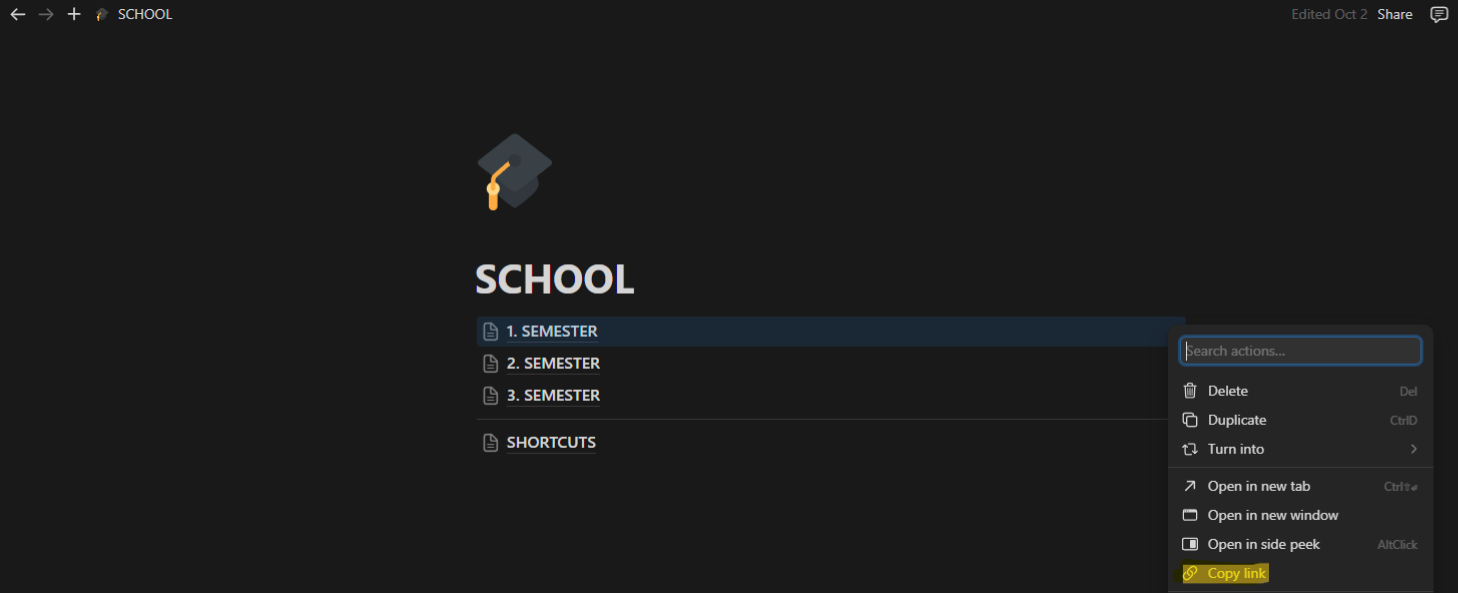 SCHOOL
Edited Oct 2 Share
SCHOOL
1. SEMESTER
2. SEMESTER
3. SEMESTER
SHORTCUTS
Search actions...
Delete Del
Duplicate CtrlD
Turn into
Open in new tab Ctrl⇧⏎
Open in new window
Open in side peek AltClick
Copy link